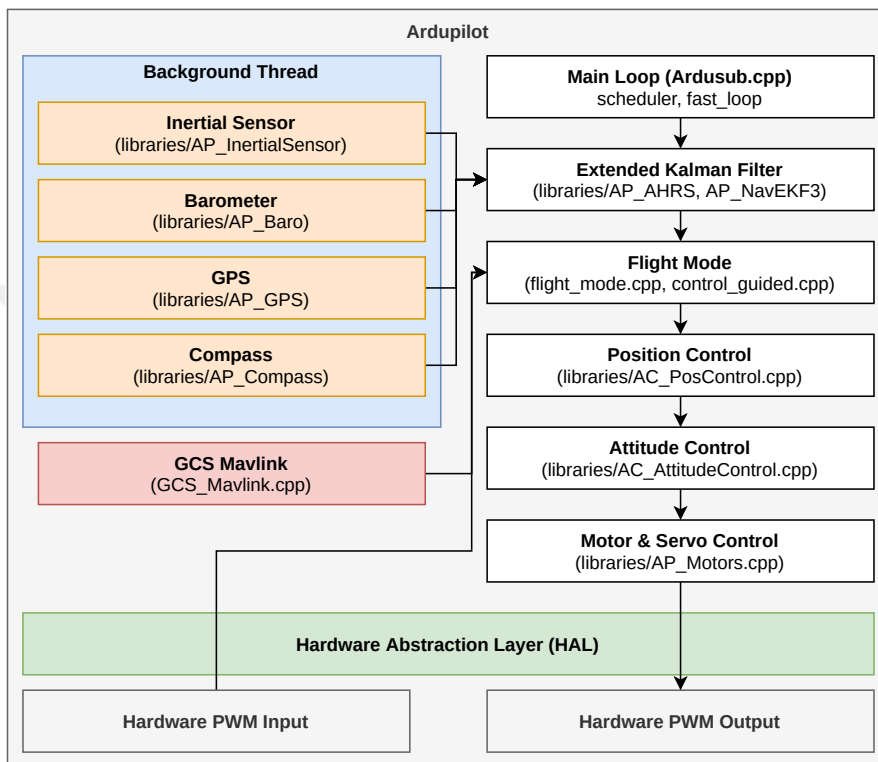 Ardupilot
Background Thread
Inertial Sensor
(libraries/AP_InertialSensor)
Barometer
(libraries/AP_Baro)
GPS
(libraries/AP_GPS)
Compass
(libraries/AP_Compass)
GCS Mavlink
(GCS_Mavlink.cpp)
Main Loop (Ardusub.cpp)
scheduler, fast_loop
Extended Kalman Filter
(libraries/AP_AHRS, AP_NavEKF3)
Flight Mode
(flight_mode.cpp, control_guided.cpp)
Position Control
(libraries/AC_PosControl.cpp)
Attitude Control
(libraries/AC_AttitudeControl.cpp)
Motor & Servo Control
(libraries/AP_Motors.cpp)
Hardware Abstraction Layer (HAL)
Hardware PWM Input
Hardware PWM Output